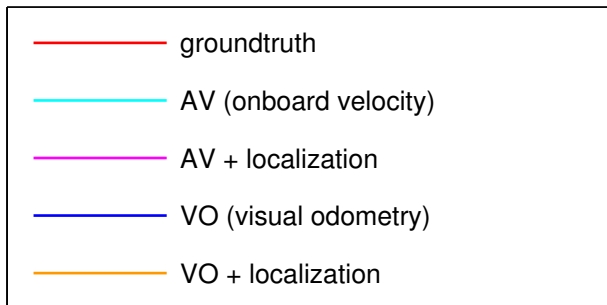 groundtruth
AV (onboard velocity)
AV + localization
VO (visual odometry)
VO + localization